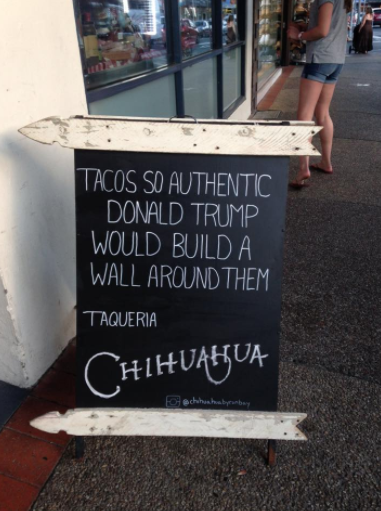 TACOS SO AUTHENTIC
DONALD TRUMP
WOULD BUILD A
WALL AROUND THEM
TAQUERIA
CHIHUAHUA